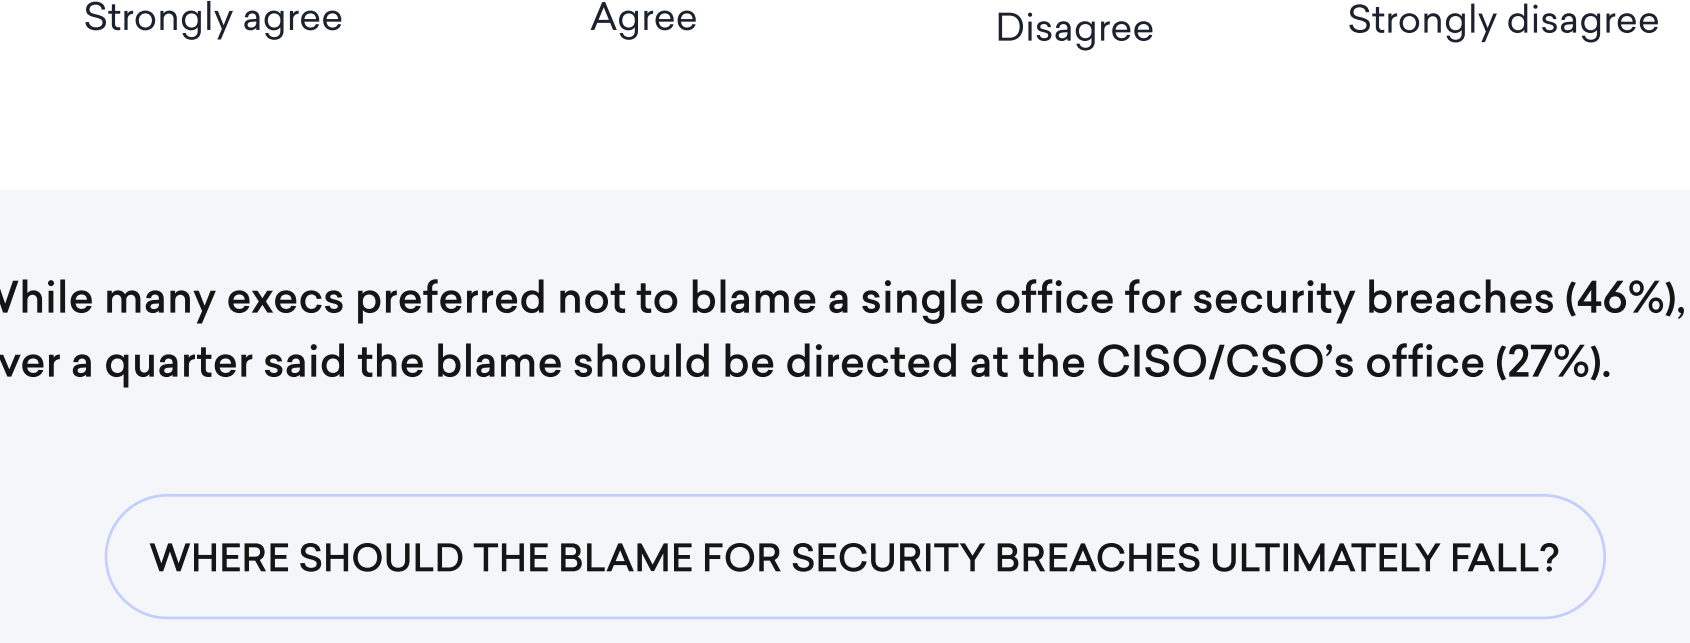 Strongly agree Agree Disagree Strongly disagree
While many execs preferred not to blame a single office for security breaches (46%),
ver a quarter said the blame should be directed at the CISO/CSO’s office (27%).
WHERE SHOULD THE BLAME FOR SECURITY BREACHES ULTIMATELY FALL?